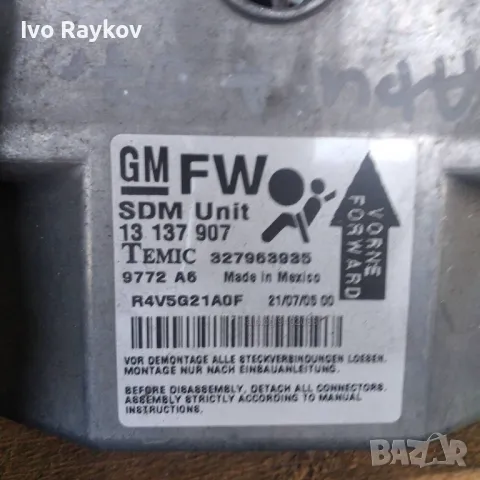 Ivo Raykov
GM FW
SDM Unit
13 137 907
TEMIC 327963935
9772 A6 Made in Mexico
R4V5G21A0F 21/07/05 00
VORNE
FORWARD
VOR DEMONTAGE ALLE STECKVERBINDUNGEN LOESEN.
MONTAGE NUR NACH EINBAUANLEITUNG.
BEFORE DISASSEMBLY, DETACH ALL CONNECTORS.
ASSEMBLY STRICTLY ACCORDING TO MANUAL
INSTRUCTIONS.
BAZAR